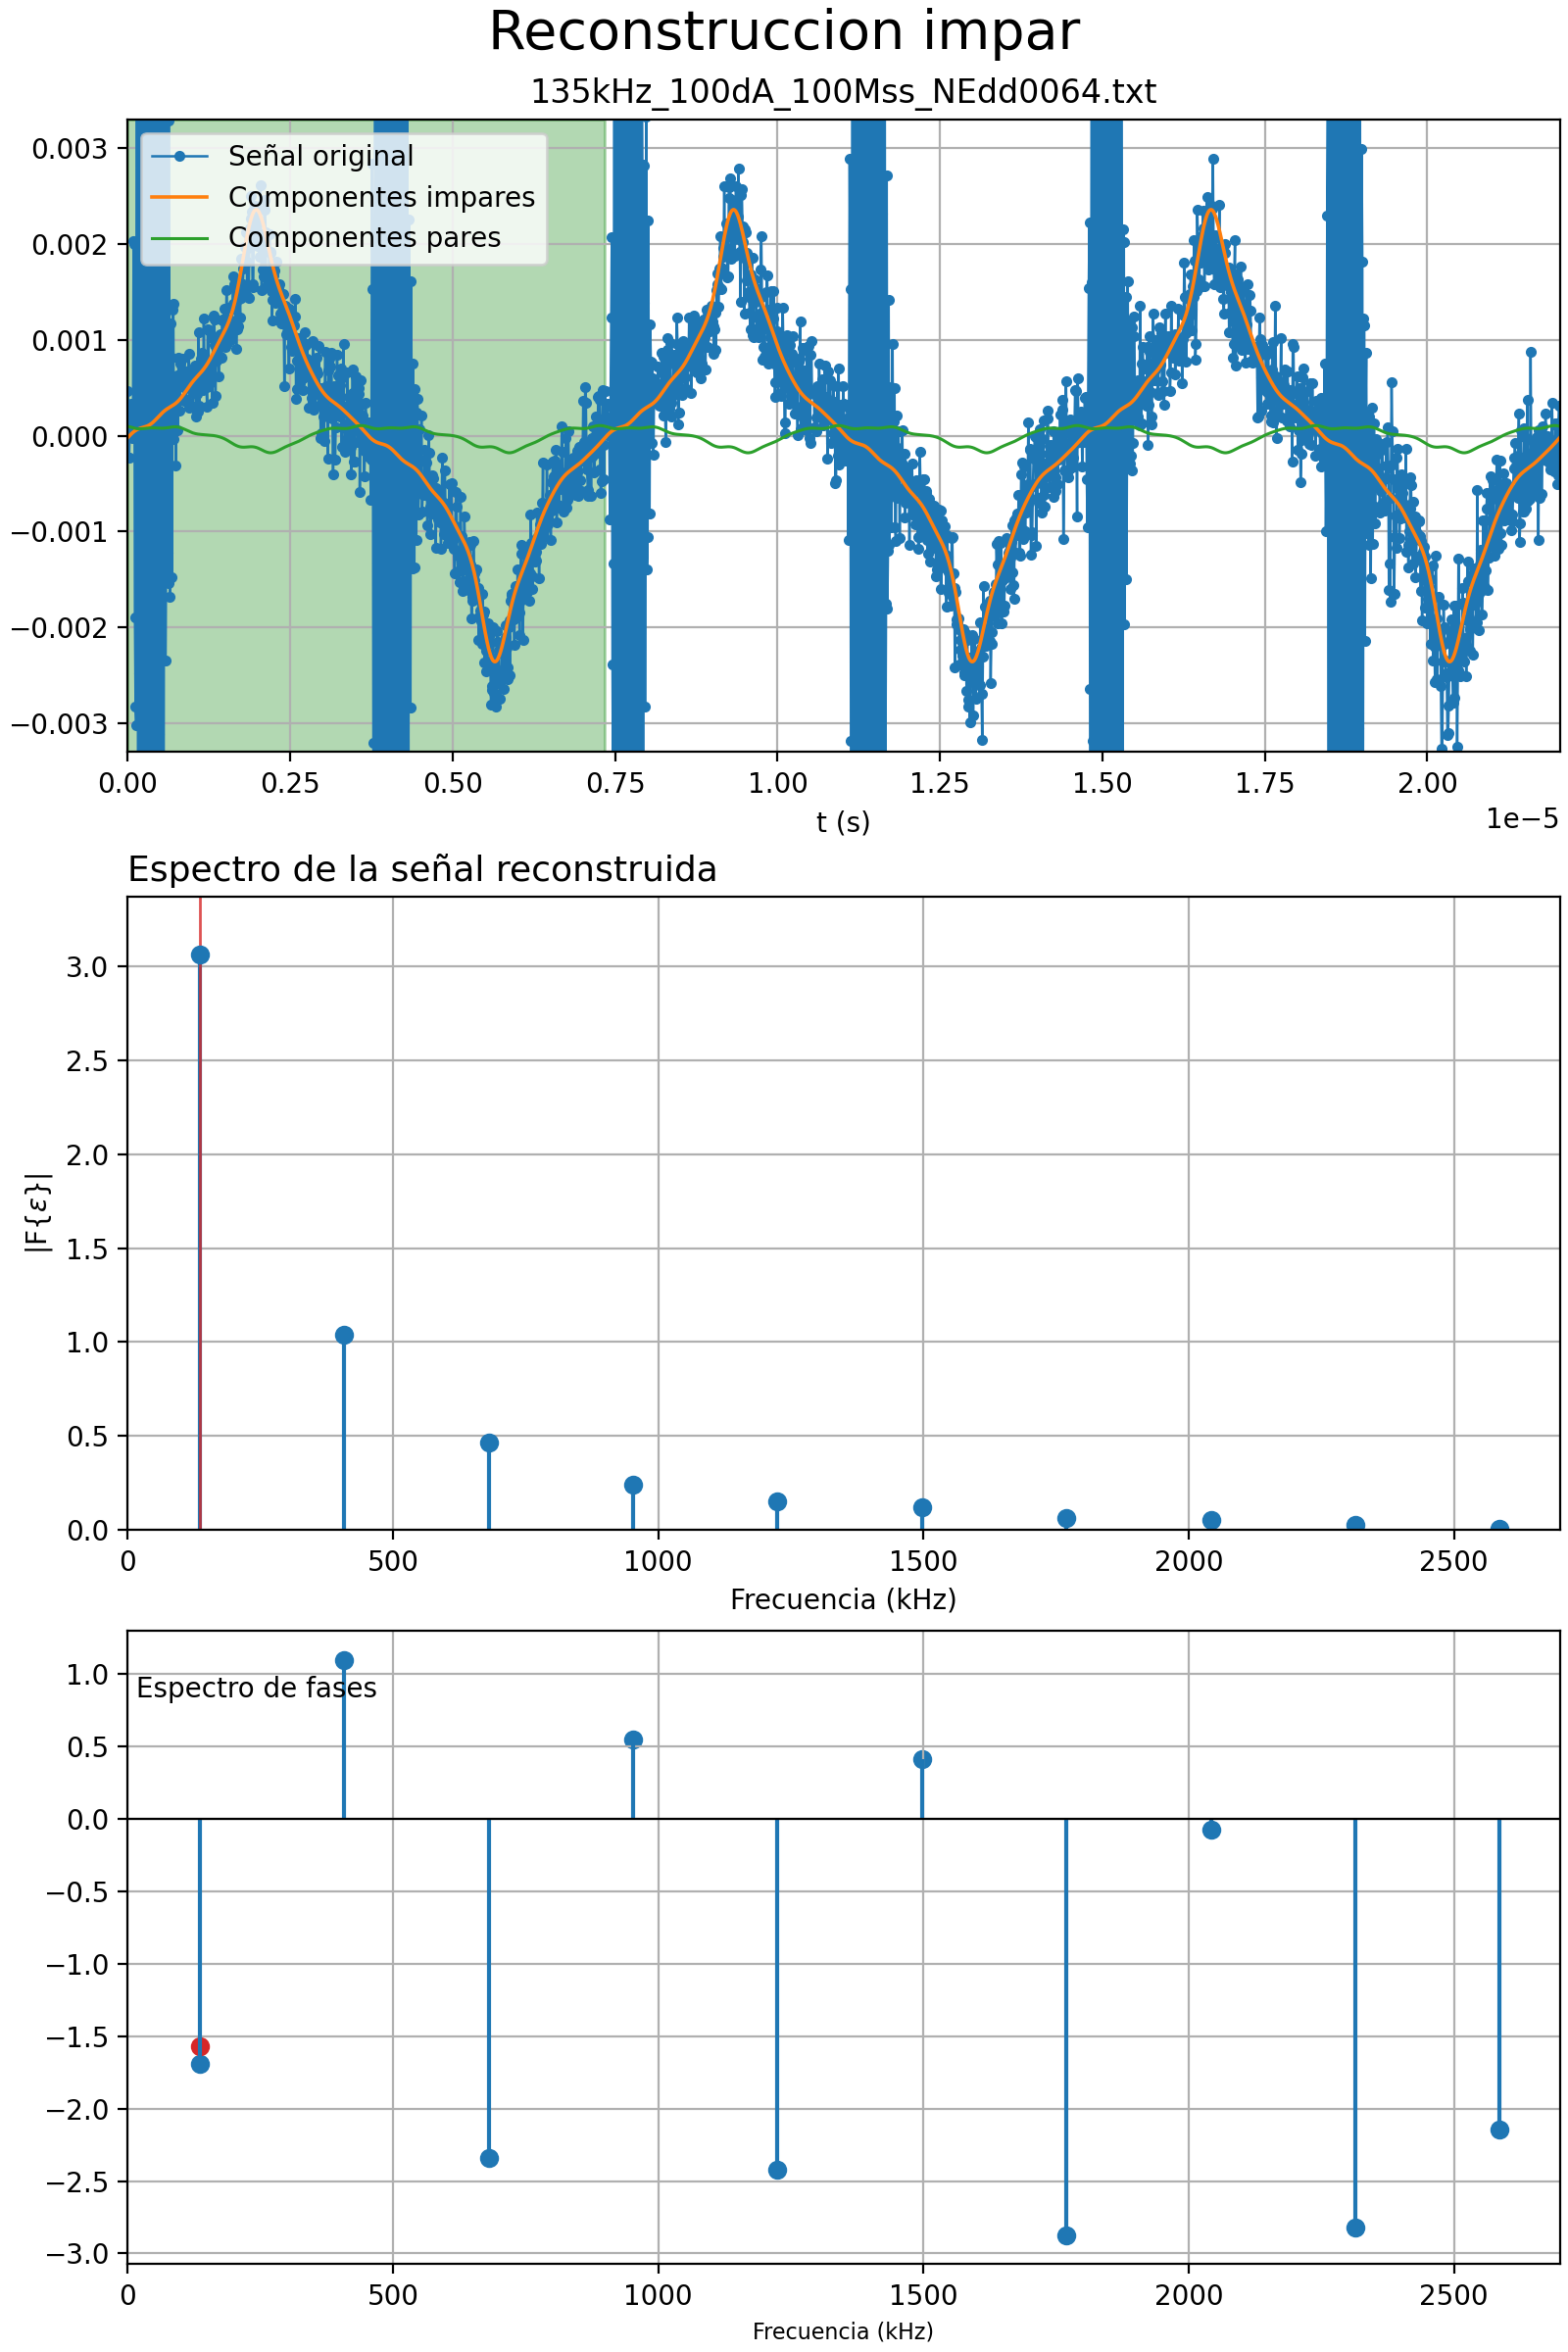 Reconstruccion impar
135kHz_100dA_100Mss_NEdd0064.txt
Señal original
Componentes impares
Componentes pares
0.003
0.002
0.001
0.000
−0.001
−0.002
−0.003
0.00 0.25 0.50 0.75 1.00 1.25 1.50 1.75 2.00
1e−5
t (s)
Espectro de la señal reconstruida
|F{ε}|
3.0
2.5
2.0
1.5
1.0
0.5
0.0
0 500 1000 1500 2000 2500
Frecuencia (kHz)
Espectro de fases
1.0
0.5
0.0
−0.5
−1.0
−1.5
−2.0
−2.5
−3.0
0 500 1000 1500 2000 2500
Frecuencia (kHz)